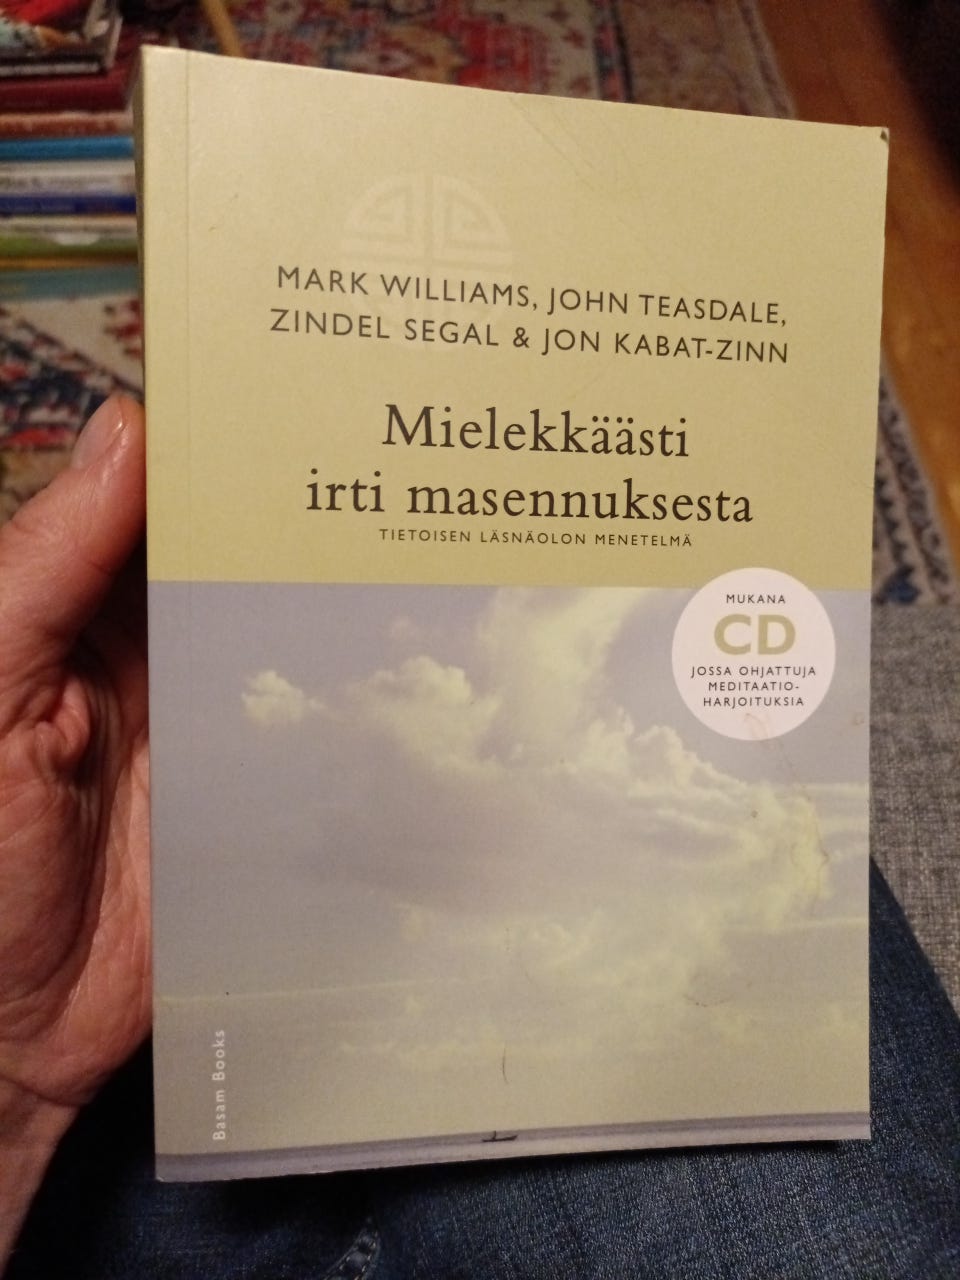 MARK WILLIAMS, JOHN TEASDALE,
ZINDEL SEGAL & JON KABAT-ZINN
Mielekkäästi
irti masennuksesta
TIETOISEN LÄSNÄOLON MENETELMÄ
MUKANA
CD
JOSSA OHJATTUJA
MEDITAATIO-
HARJOITUKSIA
Basam Books